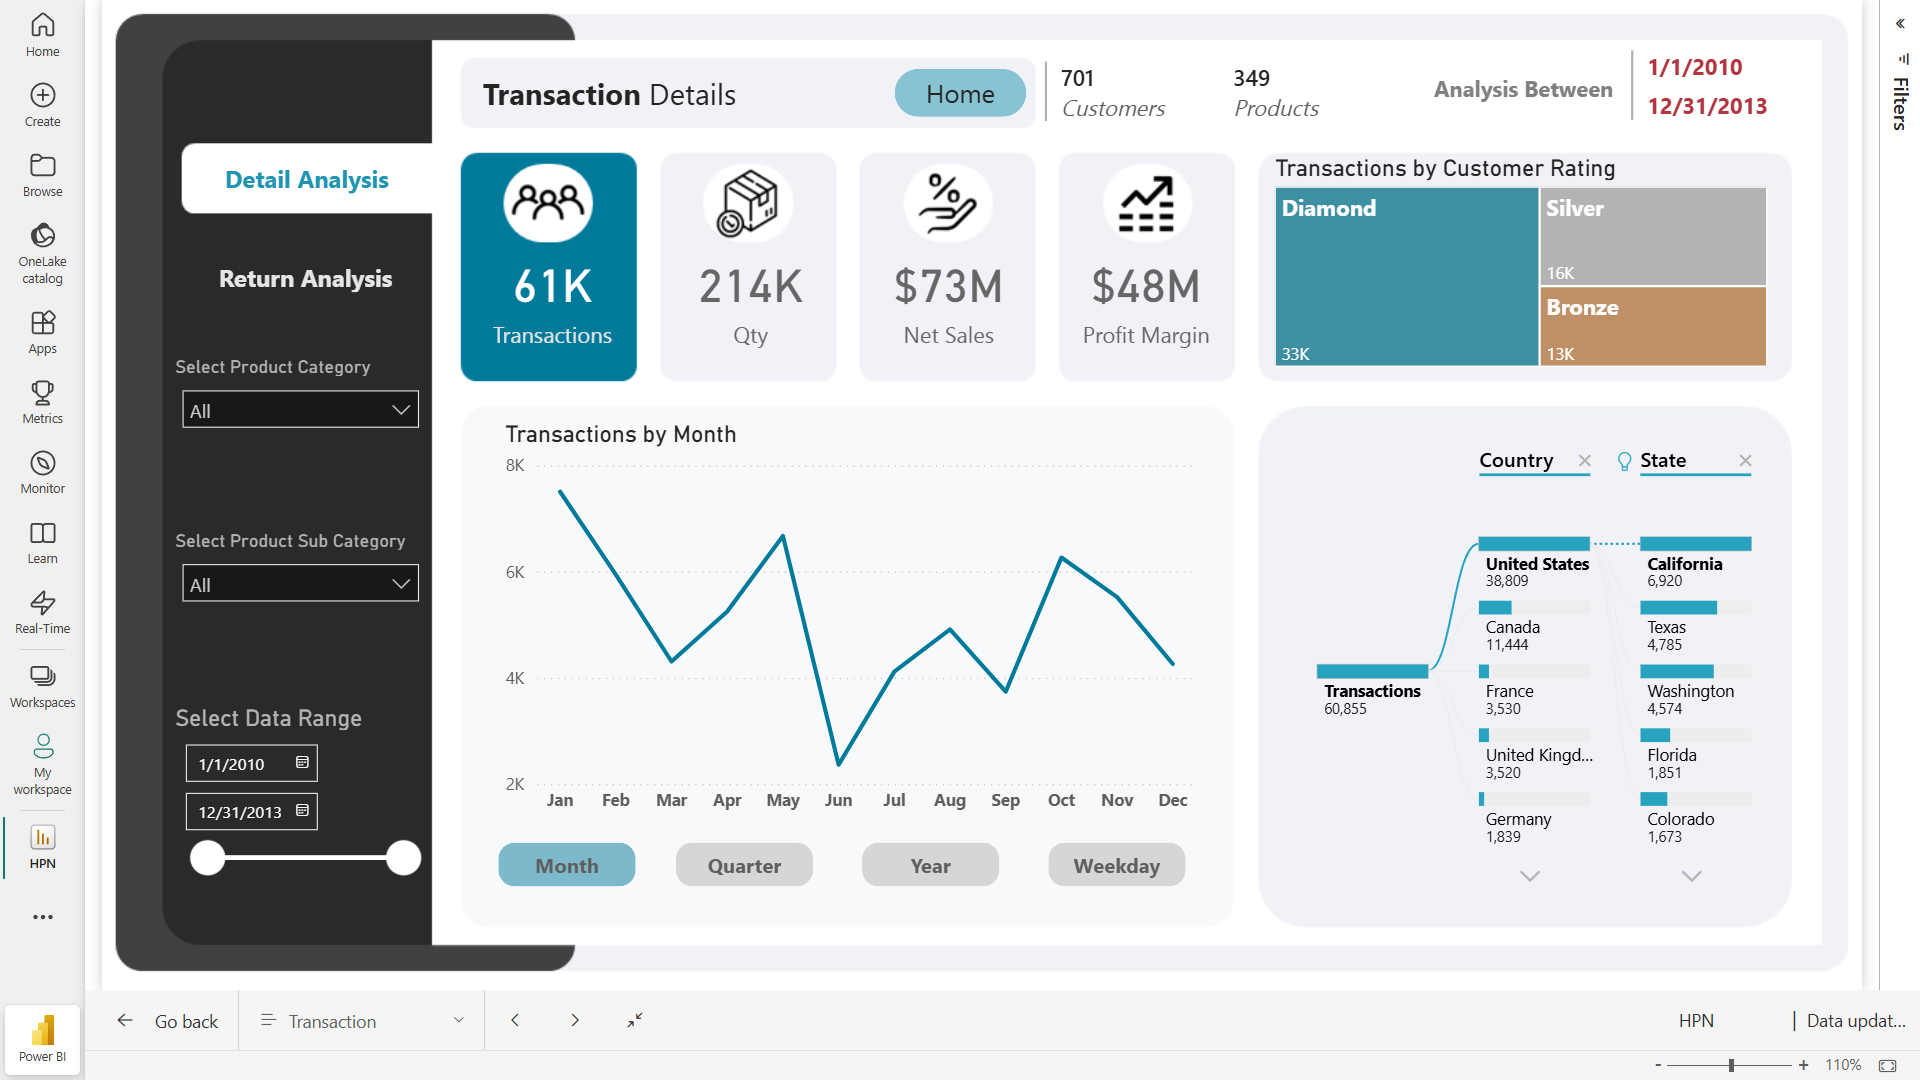 Home
Create
Browse
OneLake
catalog
Apps
Metrics
Monitor
Learn
Real-Time
Workspaces
My
workspace
HPN
Power BI
Detail Analysis
Return Analysis
Select Product Category
All
Select Product Sub Category
All
Select Data Range
1/1/2010
12/31/2013
Transaction Details
Home
701
Customers
349
Products
Analysis Between
1/1/2010
12/31/2013
61K
Transactions
214K
Qty
$73M
Net Sales
$48M
Profit Margin
Transactions by Customer Rating
Diamond
33K
Silver
16K
Bronze
13K
Transactions by Month
8K
6K
4K
2K
Jan Feb Mar Apr May Jun Jul Aug Sep Oct Nov Dec
Month
Quarter
Year
Weekday
Country
State
Transactions
60,855
United States
38,809
Canada
11,444
France
3,530
United Kingd...
3,520
Germany
1,839
California
6,920
Texas
4,785
Washington
4,574
Florida
1,851
Colorado
1,673
Filters
Go back
Transaction
HPN
| Data updat...
- + 110%